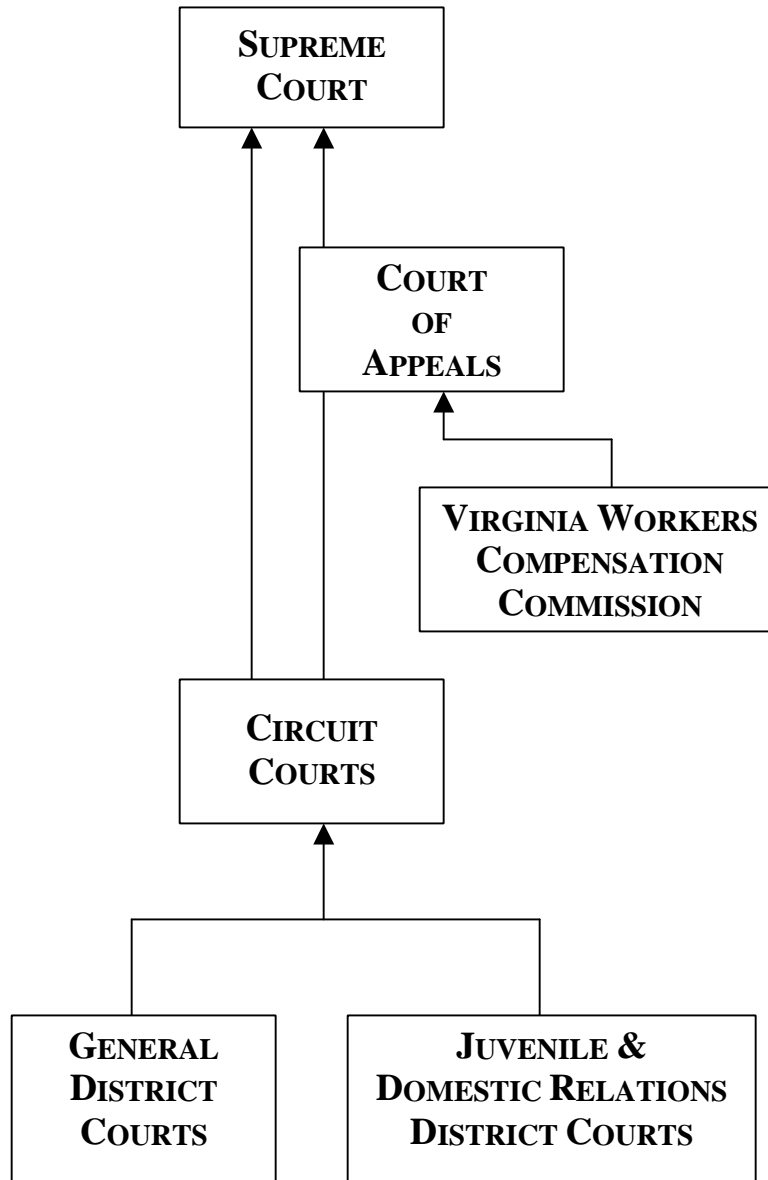 SUPREME
COURT
COURT
OF
APPEALS
VIRGINIA WORKERS
COMPENSATION
COMMISSION
CIRCUIT
COURTS
GENERAL
DISTRICT
COURTS
JUVENILE &
DOMESTIC RELATIONS
DISTRICT COURTS